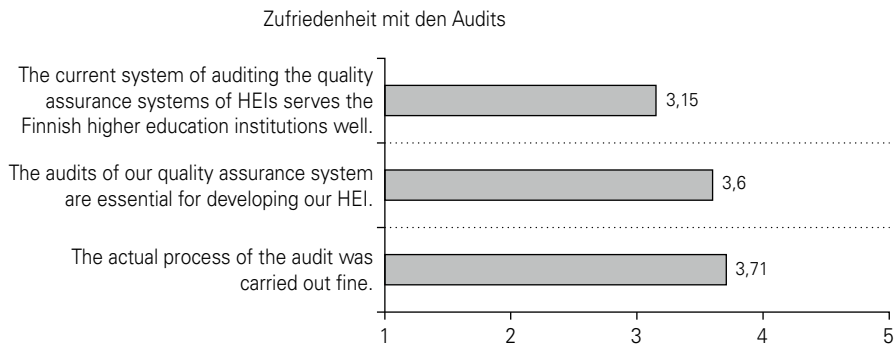 Zufriedenheit mit den Audits
The current system of auditing the quality
assurance systems of HEIs serves the
Finnish higher education institutions well.
3,15
The audits of our quality assurance system
are essential for developing our HEI.
3,6
The actual process of the audit was
carried out fine.
3,71
1 2 3 4 5